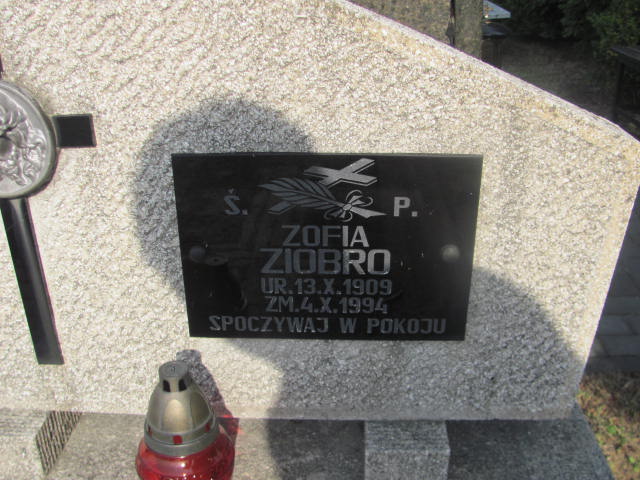 Ś. P.
ZOFIA
ZIOBRO
UR. 13.X.1909
ZM. 4.X.1994
SPOCZYWAJ W POKOJU